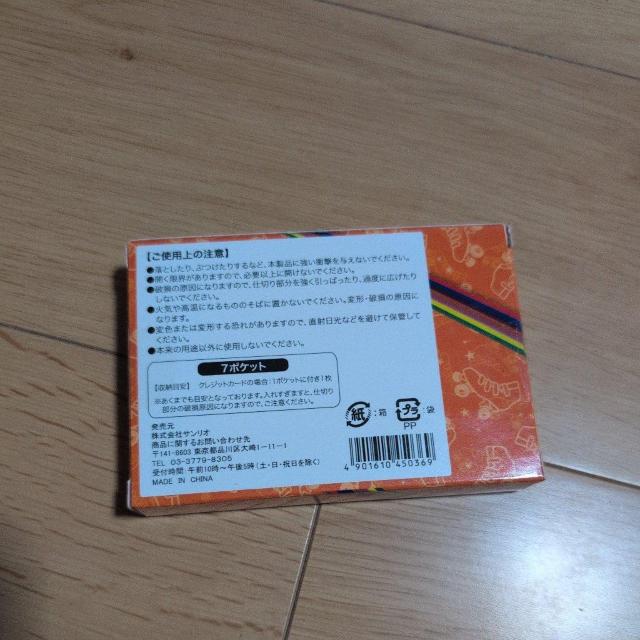 【ご使用上の注意】
●落としたり、ぶつけたりするなど、本製品に強い衝撃を与えないでください。
●開く限界がありますので、必要以上に開けないでください。
●破損の原因になりますので、仕切り部分を強く引っぱったり、過度に広げたり
しないでください。
●火気や高温になるもののそばに置かないでください。変形・破損の原因に
なります。
●変色または変形する恐れがありますので、直射日光などを避けて保管して
ください。
●本来の用途以外に使用しないでください。
7ポケット
【収納目安】 クレジットカードの場合:1ポケットに付き1枚
※あくまでも目安となっております。入れすぎますと、仕切り
部分の破損原因になりますので、ご注意ください。
発売元
株式会社サンリオ
商品に関するお問い合わせ先
〒141-8603 東京都品川区大崎1-11-1
TEL 03-3779-8305
受付時間:午前10時〜午後5時(土・日・祝日を除く)
MADE IN CHINA
紙:箱
プラ:袋
PP
4901610450369